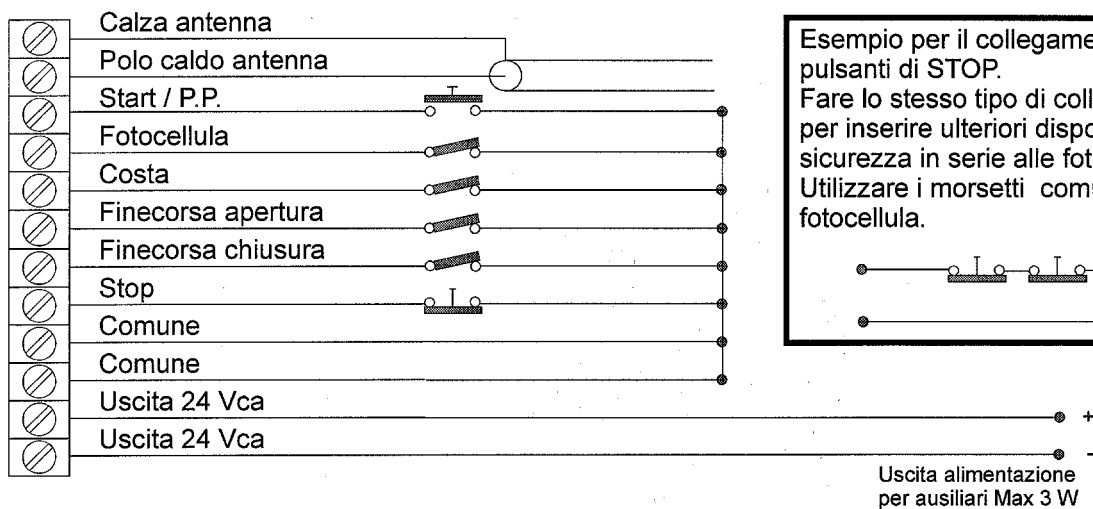 Calza antenna
Polo caldo antenna
Start / P.P.
Fotocellula
Costa
Finecorsa apertura
Finecorsa chiusura
Stop
Comune
Comune
Uscita 24 Vca
Uscita 24 Vca
+
-
Uscita alimentazione
per ausiliari Max 3 W
Esempio per il collegame
pulsanti di STOP.
Fare lo stesso tipo di coll
per inserire ulteriori dispo
sicurezza in serie alle fot
Utilizzare i morsetti comu
fotocellula.